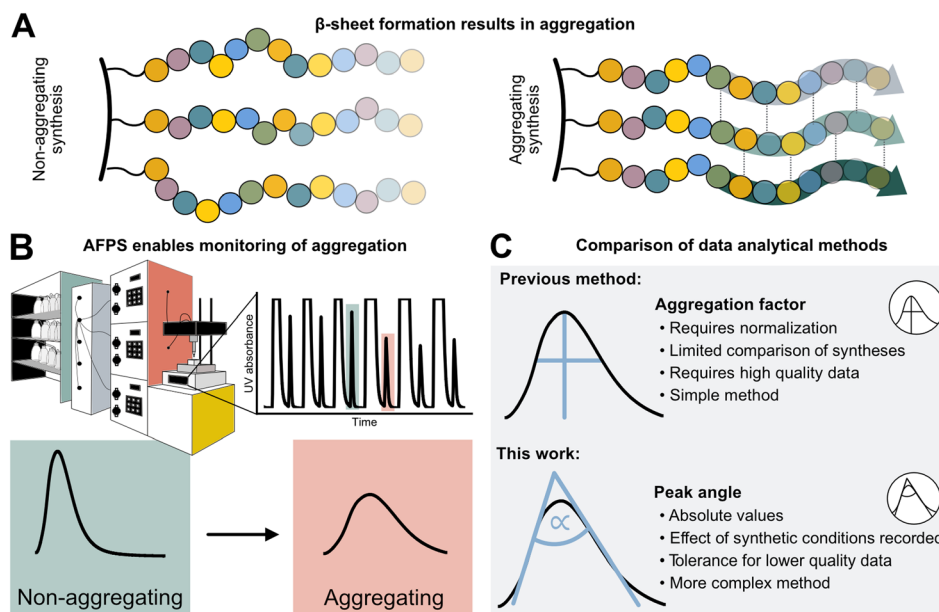 A
β-sheet formation results in aggregation
Non-aggregating
synthesis
Aggregating
synthesis
B
AFPS enables monitoring of aggregation
UV absorbance
Time
Non-aggregating
Aggregating
C
Comparison of data analytical methods
Previous method:
Aggregation factor
• Requires normalization
• Limited comparison of syntheses
• Requires high quality data
• Simple method
This work:
Peak angle
• Absolute values
• Effect of synthetic conditions recorded
• Tolerance for lower quality data
• More complex method
∝